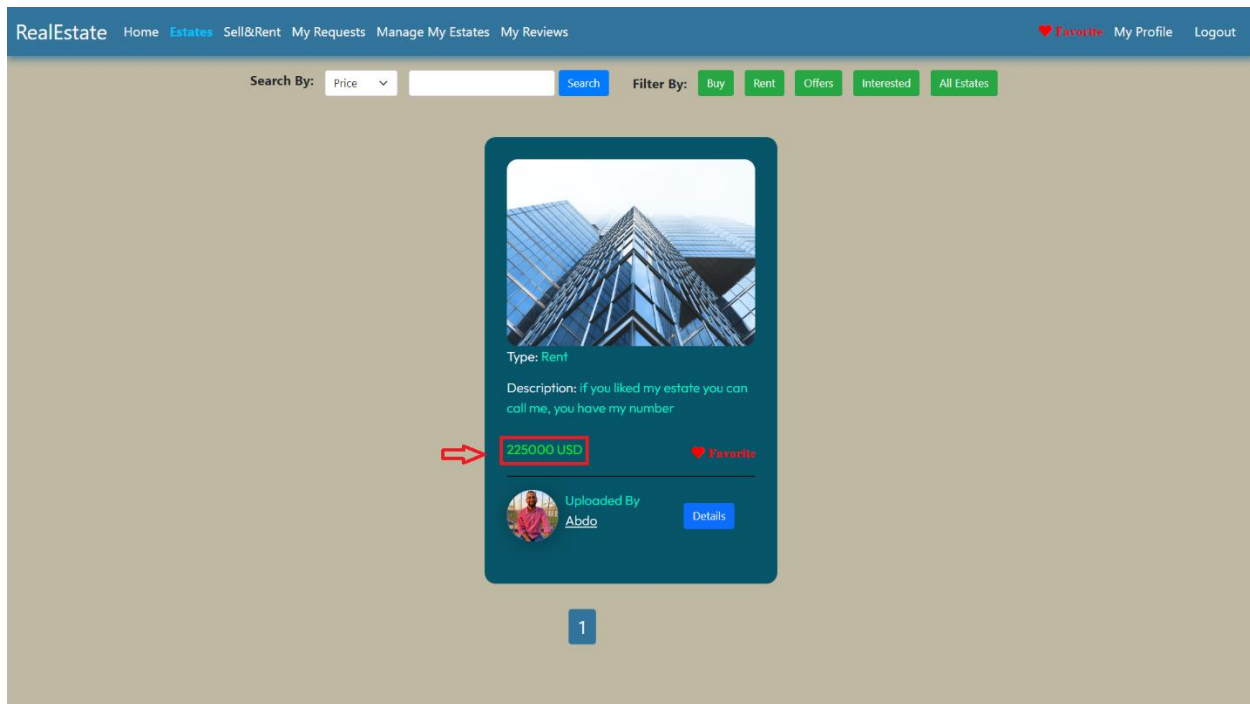 RealEstate Home Estates Sell&Rent My Requests Manage My Estates My Reviews Favorite My Profile Logout
Search By: Price Search Filter By: Buy Rent Offers Interested All Estates
Type: Rent
Description: if you liked my estate you can
call me, you have my number
225000 USD Favorite
Uploaded By
Abdo
Details
1